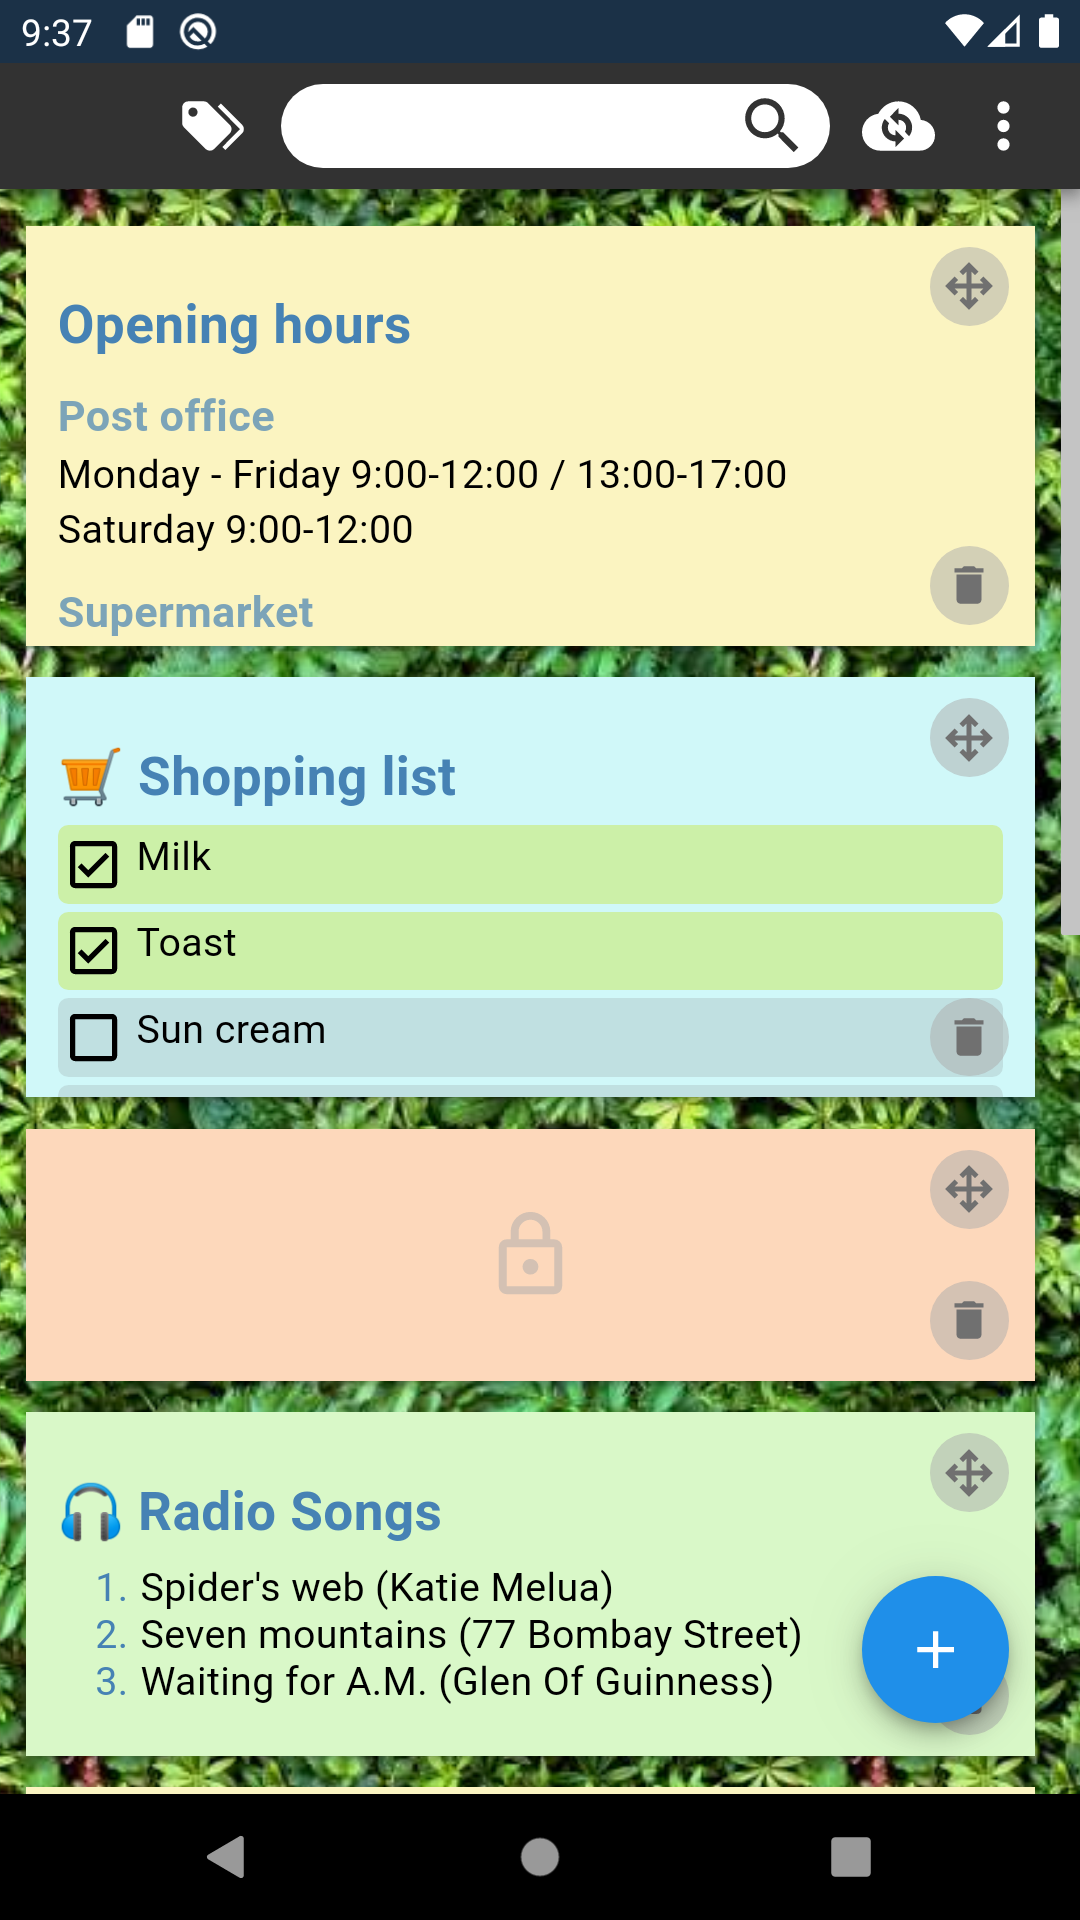 9:37
Opening hours
Post office
Monday - Friday 9:00-12:00 / 13:00-17:00
Saturday 9:00-12:00
Supermarket
Shopping list
Milk
Toast
Sun cream
Radio Songs
1. Spider's web (Katie Melua)
2. Seven mountains (77 Bombay Street)
3. Waiting for A.M. (Glen Of Guinness)